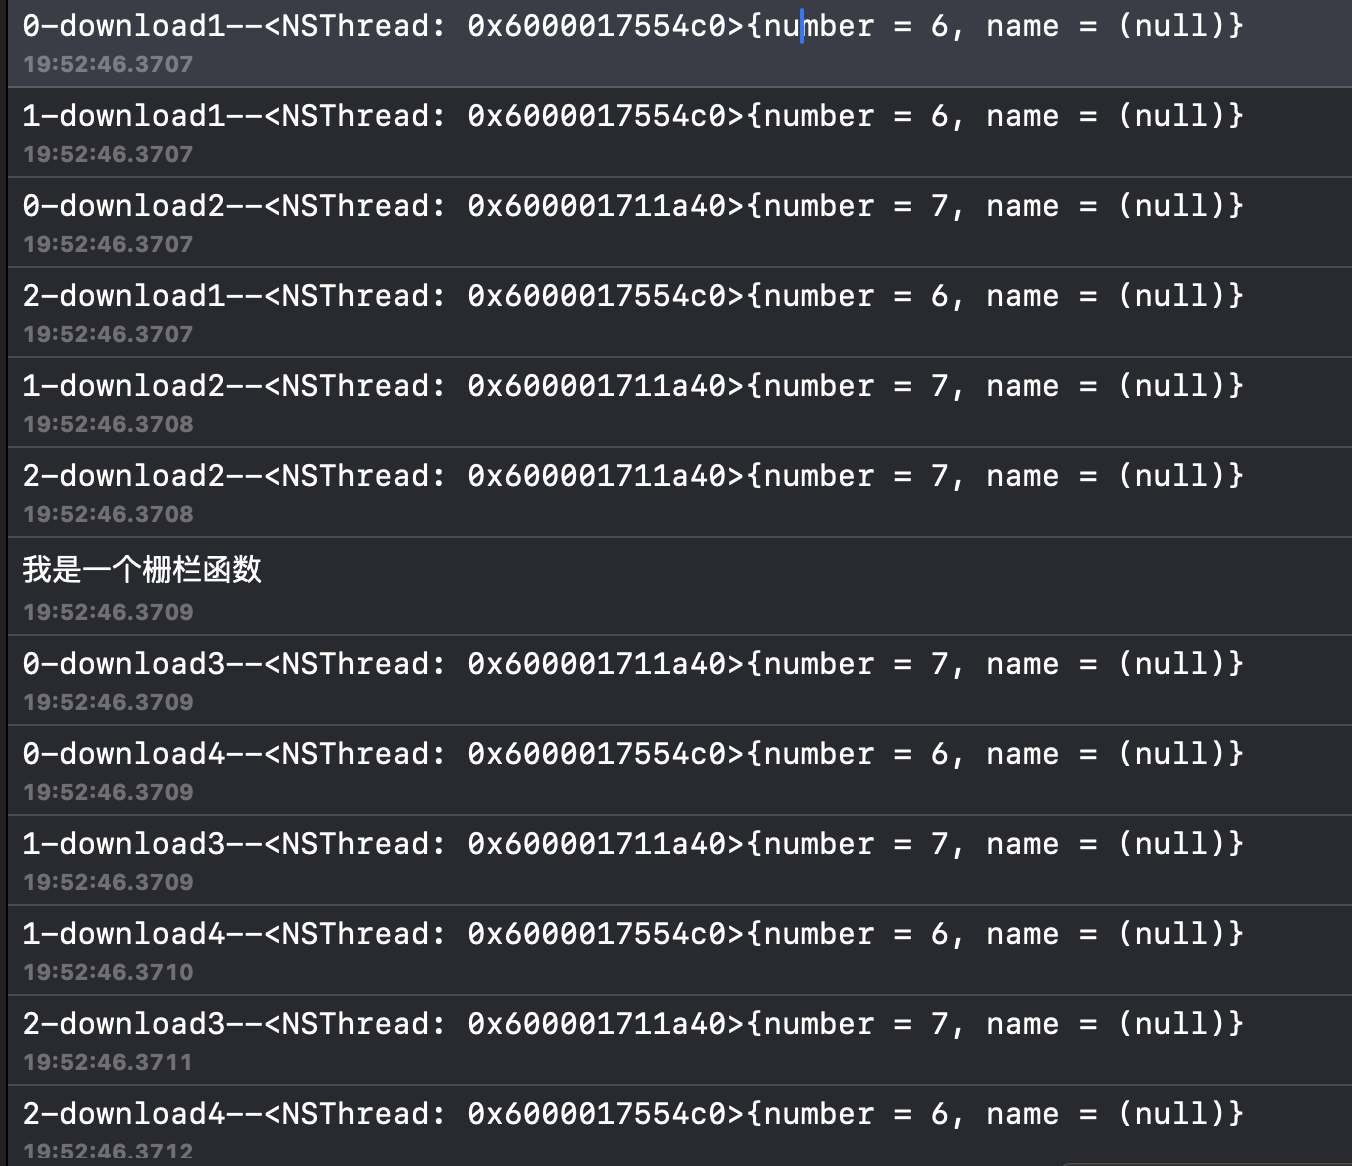 0-download1--<NSThread: 0x6000017554c0>{number = 6, name = (null)}
19:52:46.3707
1-download1--<NSThread: 0x6000017554c0>{number = 6, name = (null)}
19:52:46.3707
0-download2--<NSThread: 0x600001711a40>{number = 7, name = (null)}
19:52:46.3707
2-download1--<NSThread: 0x6000017554c0>{number = 6, name = (null)}
19:52:46.3707
1-download2--<NSThread: 0x600001711a40>{number = 7, name = (null)}
19:52:46.3708
2-download2--<NSThread: 0x600001711a40>{number = 7, name = (null)}
19:52:46.3708
我是一个栅栏函数
19:52:46.3709
0-download3--<NSThread: 0x600001711a40>{number = 7, name = (null)}
19:52:46.3709
0-download4--<NSThread: 0x6000017554c0>{number = 6, name = (null)}
19:52:46.3709
1-download3--<NSThread: 0x600001711a40>{number = 7, name = (null)}
19:52:46.3709
1-download4--<NSThread: 0x6000017554c0>{number = 6, name = (null)}
19:52:46.3710
2-download3--<NSThread: 0x600001711a40>{number = 7, name = (null)}
19:52:46.3711
2-download4--<NSThread: 0x6000017554c0>{number = 6, name = (null)}
19:52:46.3712